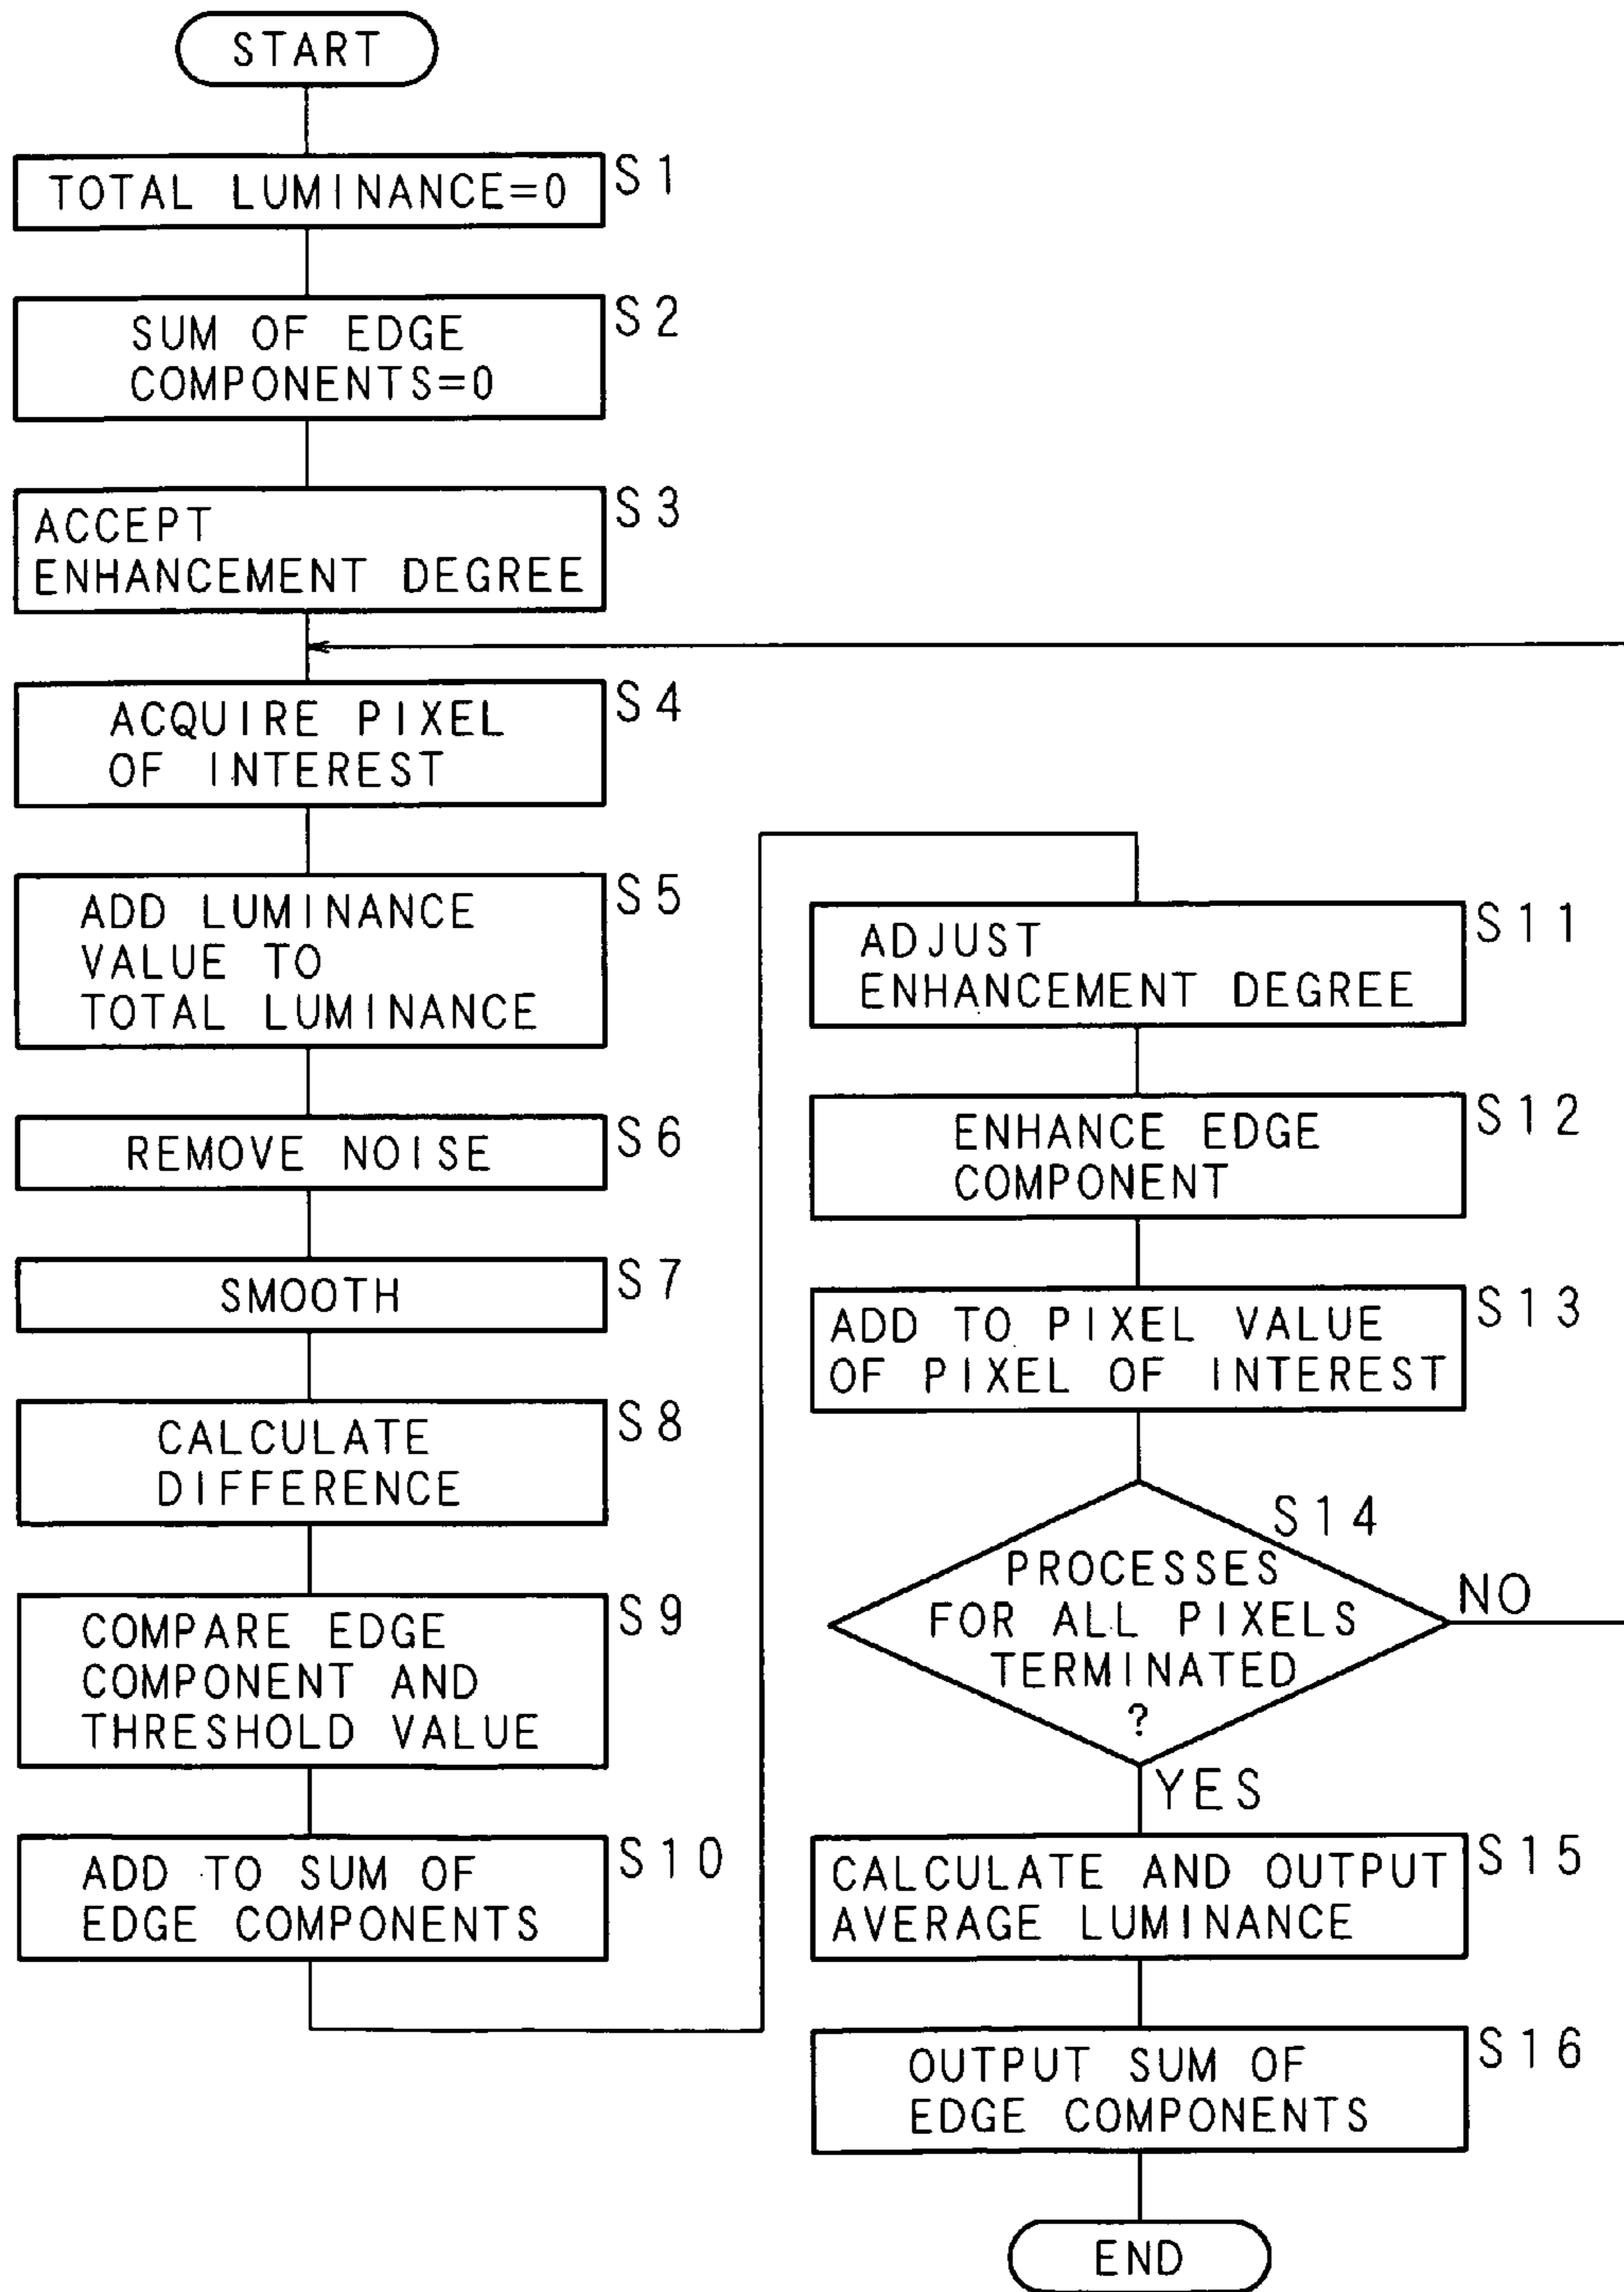 START
TOTAL LUMINANCE=0
S1
SUM OF EDGE
COMPONENTS=0
S2
ACCEPT
ENHANCEMENT DEGREE
S3
ACQUIRE PIXEL
OF INTEREST
S4
ADD LUMINANCE
VALUE TO
TOTAL LUMINANCE
S5
REMOVE NOISE
S6
SMOOTH
S7
CALCULATE
DIFFERENCE
S8
COMPARE EDGE
COMPONENT AND
THRESHOLD VALUE
S9
ADD TO SUM OF
EDGE COMPONENTS
S10
ADJUST
ENHANCEMENT DEGREE
S11
ENHANCE EDGE
COMPONENT
S12
ADD TO PIXEL VALUE
OF PIXEL OF INTEREST
S13
S14
PROCESSES
FOR ALL PIXELS
TERMINATED
?
NO
YES
CALCULATE AND OUTPUT
AVERAGE LUMINANCE
S15
OUTPUT SUM OF
EDGE COMPONENTS
S16
END